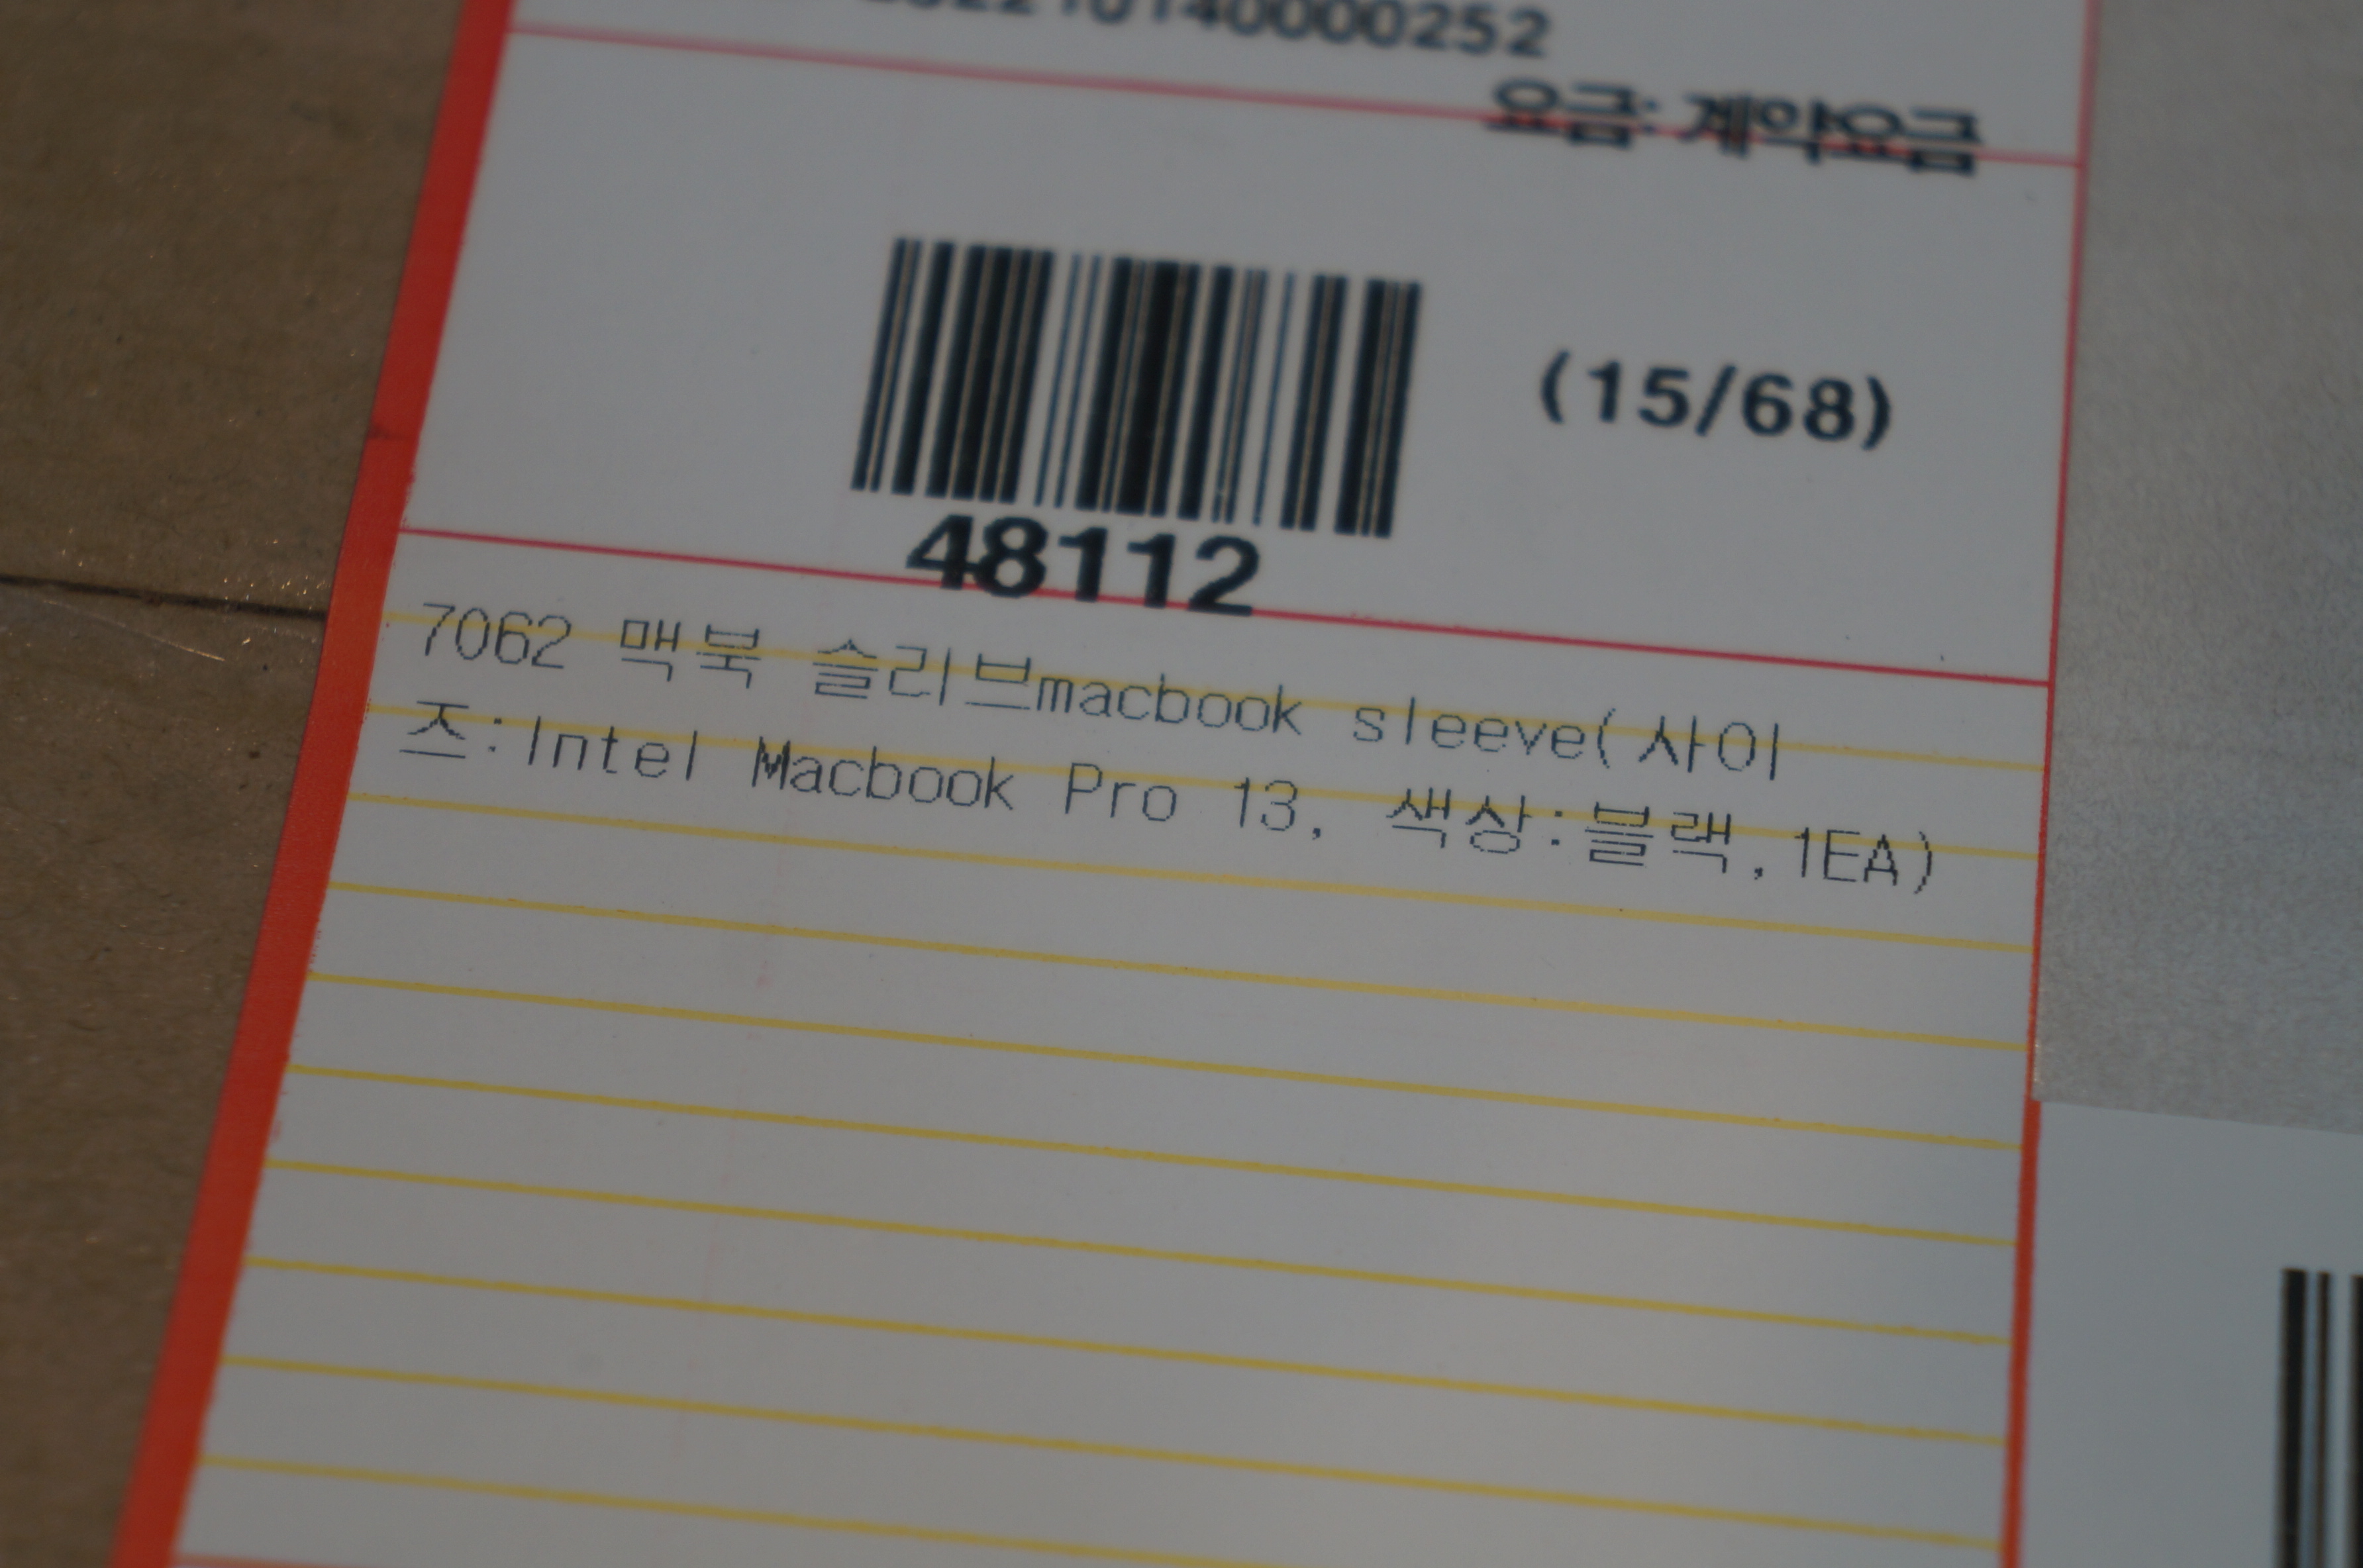 요금: 계약요금
(15/68)
48112
7062 맥북 슬리브macbook sleeve(사이
즈:Intel Macbook Pro 13, 색상:블랙,1EA)